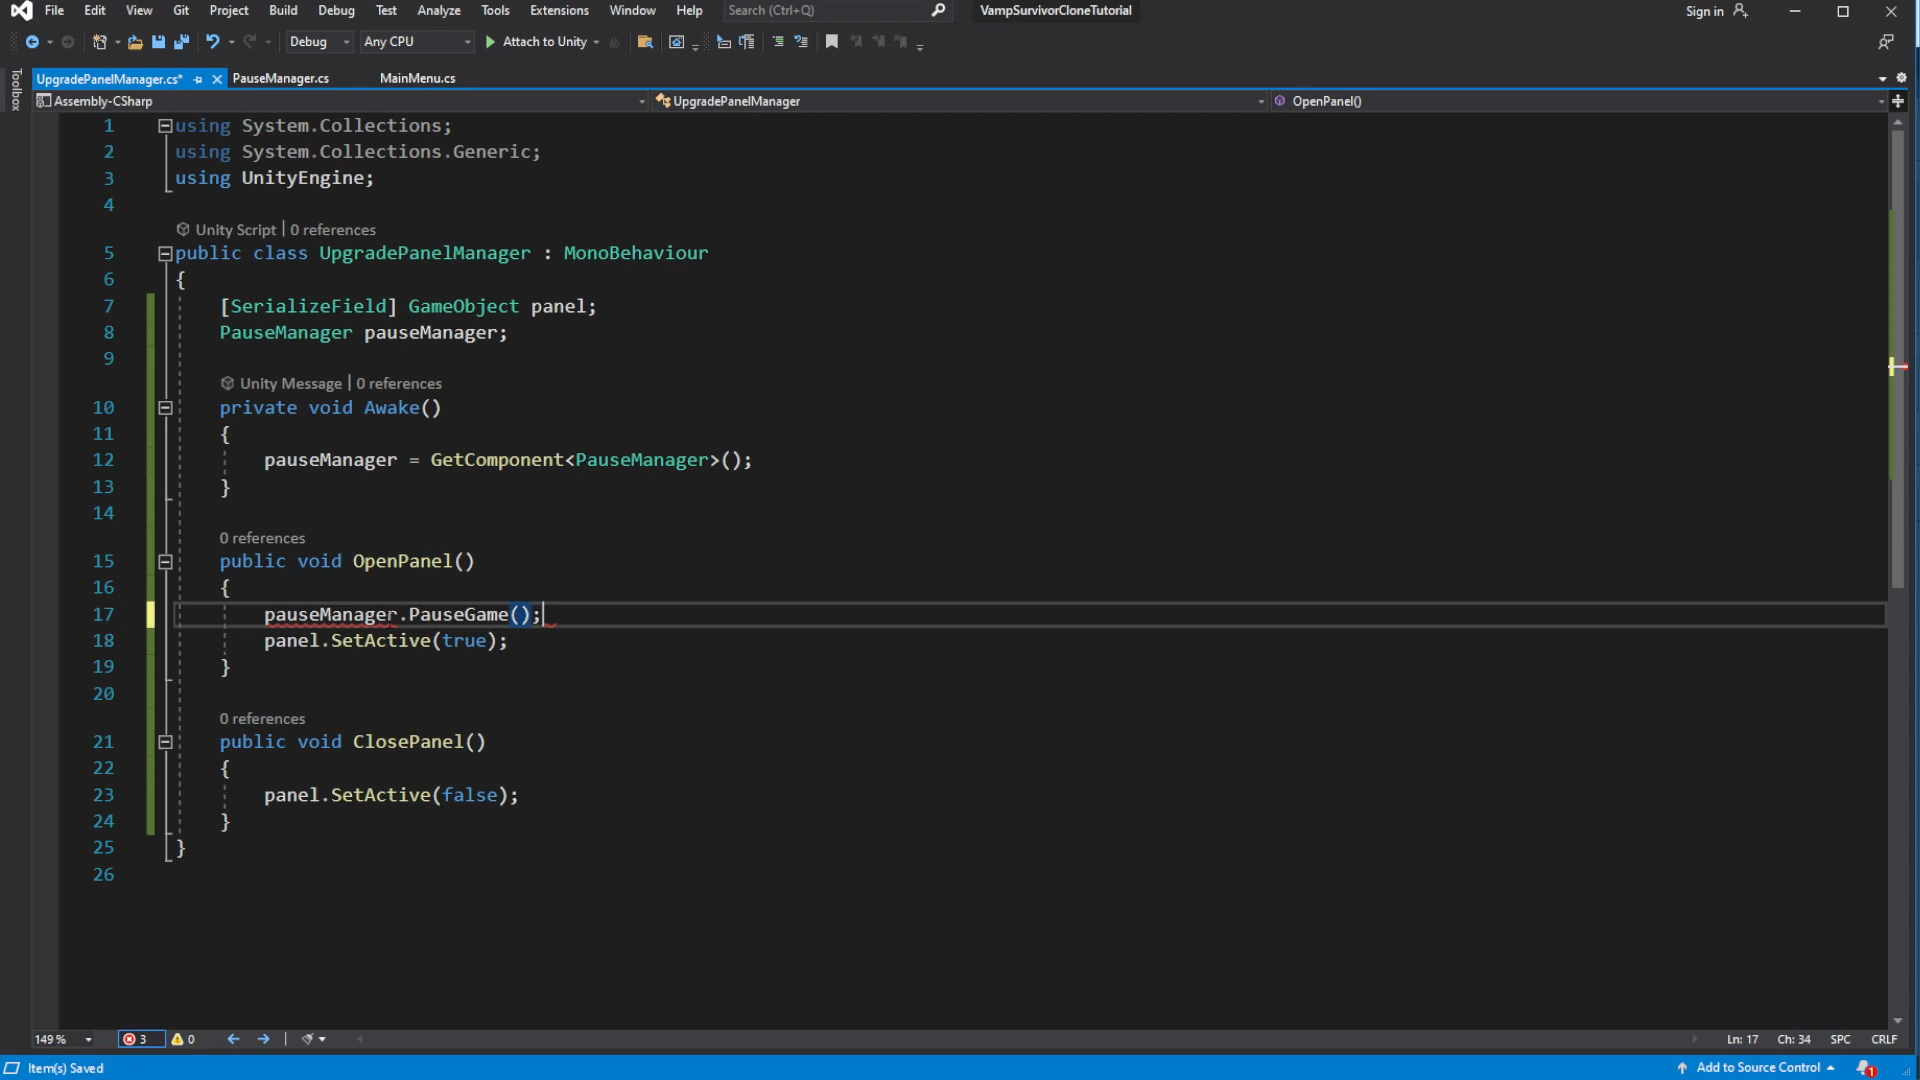 File Edit View Git Project Build Debug Test Analyze Tools Extensions Window Help Search (Ctrl+Q) VampSurvivorCloneTutorial Sign in
Debug Any CPU Attach to Unity
Toolbox
UpgradePanelManager.cs* PauseManager.cs MainMenu.cs
Assembly-CSharp UpgradePanelManager OpenPanel()
1 using System.Collections;
2 using System.Collections.Generic;
3 using UnityEngine;
4
Unity Script | 0 references
5 public class UpgradePanelManager : MonoBehaviour
6 {
7 [SerializeField] GameObject panel;
8 PauseManager pauseManager;
9
Unity Message | 0 references
10 private void Awake()
11 {
12 pauseManager = GetComponent<PauseManager>();
13 }
14
0 references
15 public void OpenPanel()
16 {
17 pauseManager.PauseGame();
18 panel.SetActive(true);
19 }
20
0 references
21 public void ClosePanel()
22 {
23 panel.SetActive(false);
24 }
25 }
26
149 % 3 0 Ln: 17 Ch: 34 SPC CRLF
Item(s) Saved Add to Source Control 1